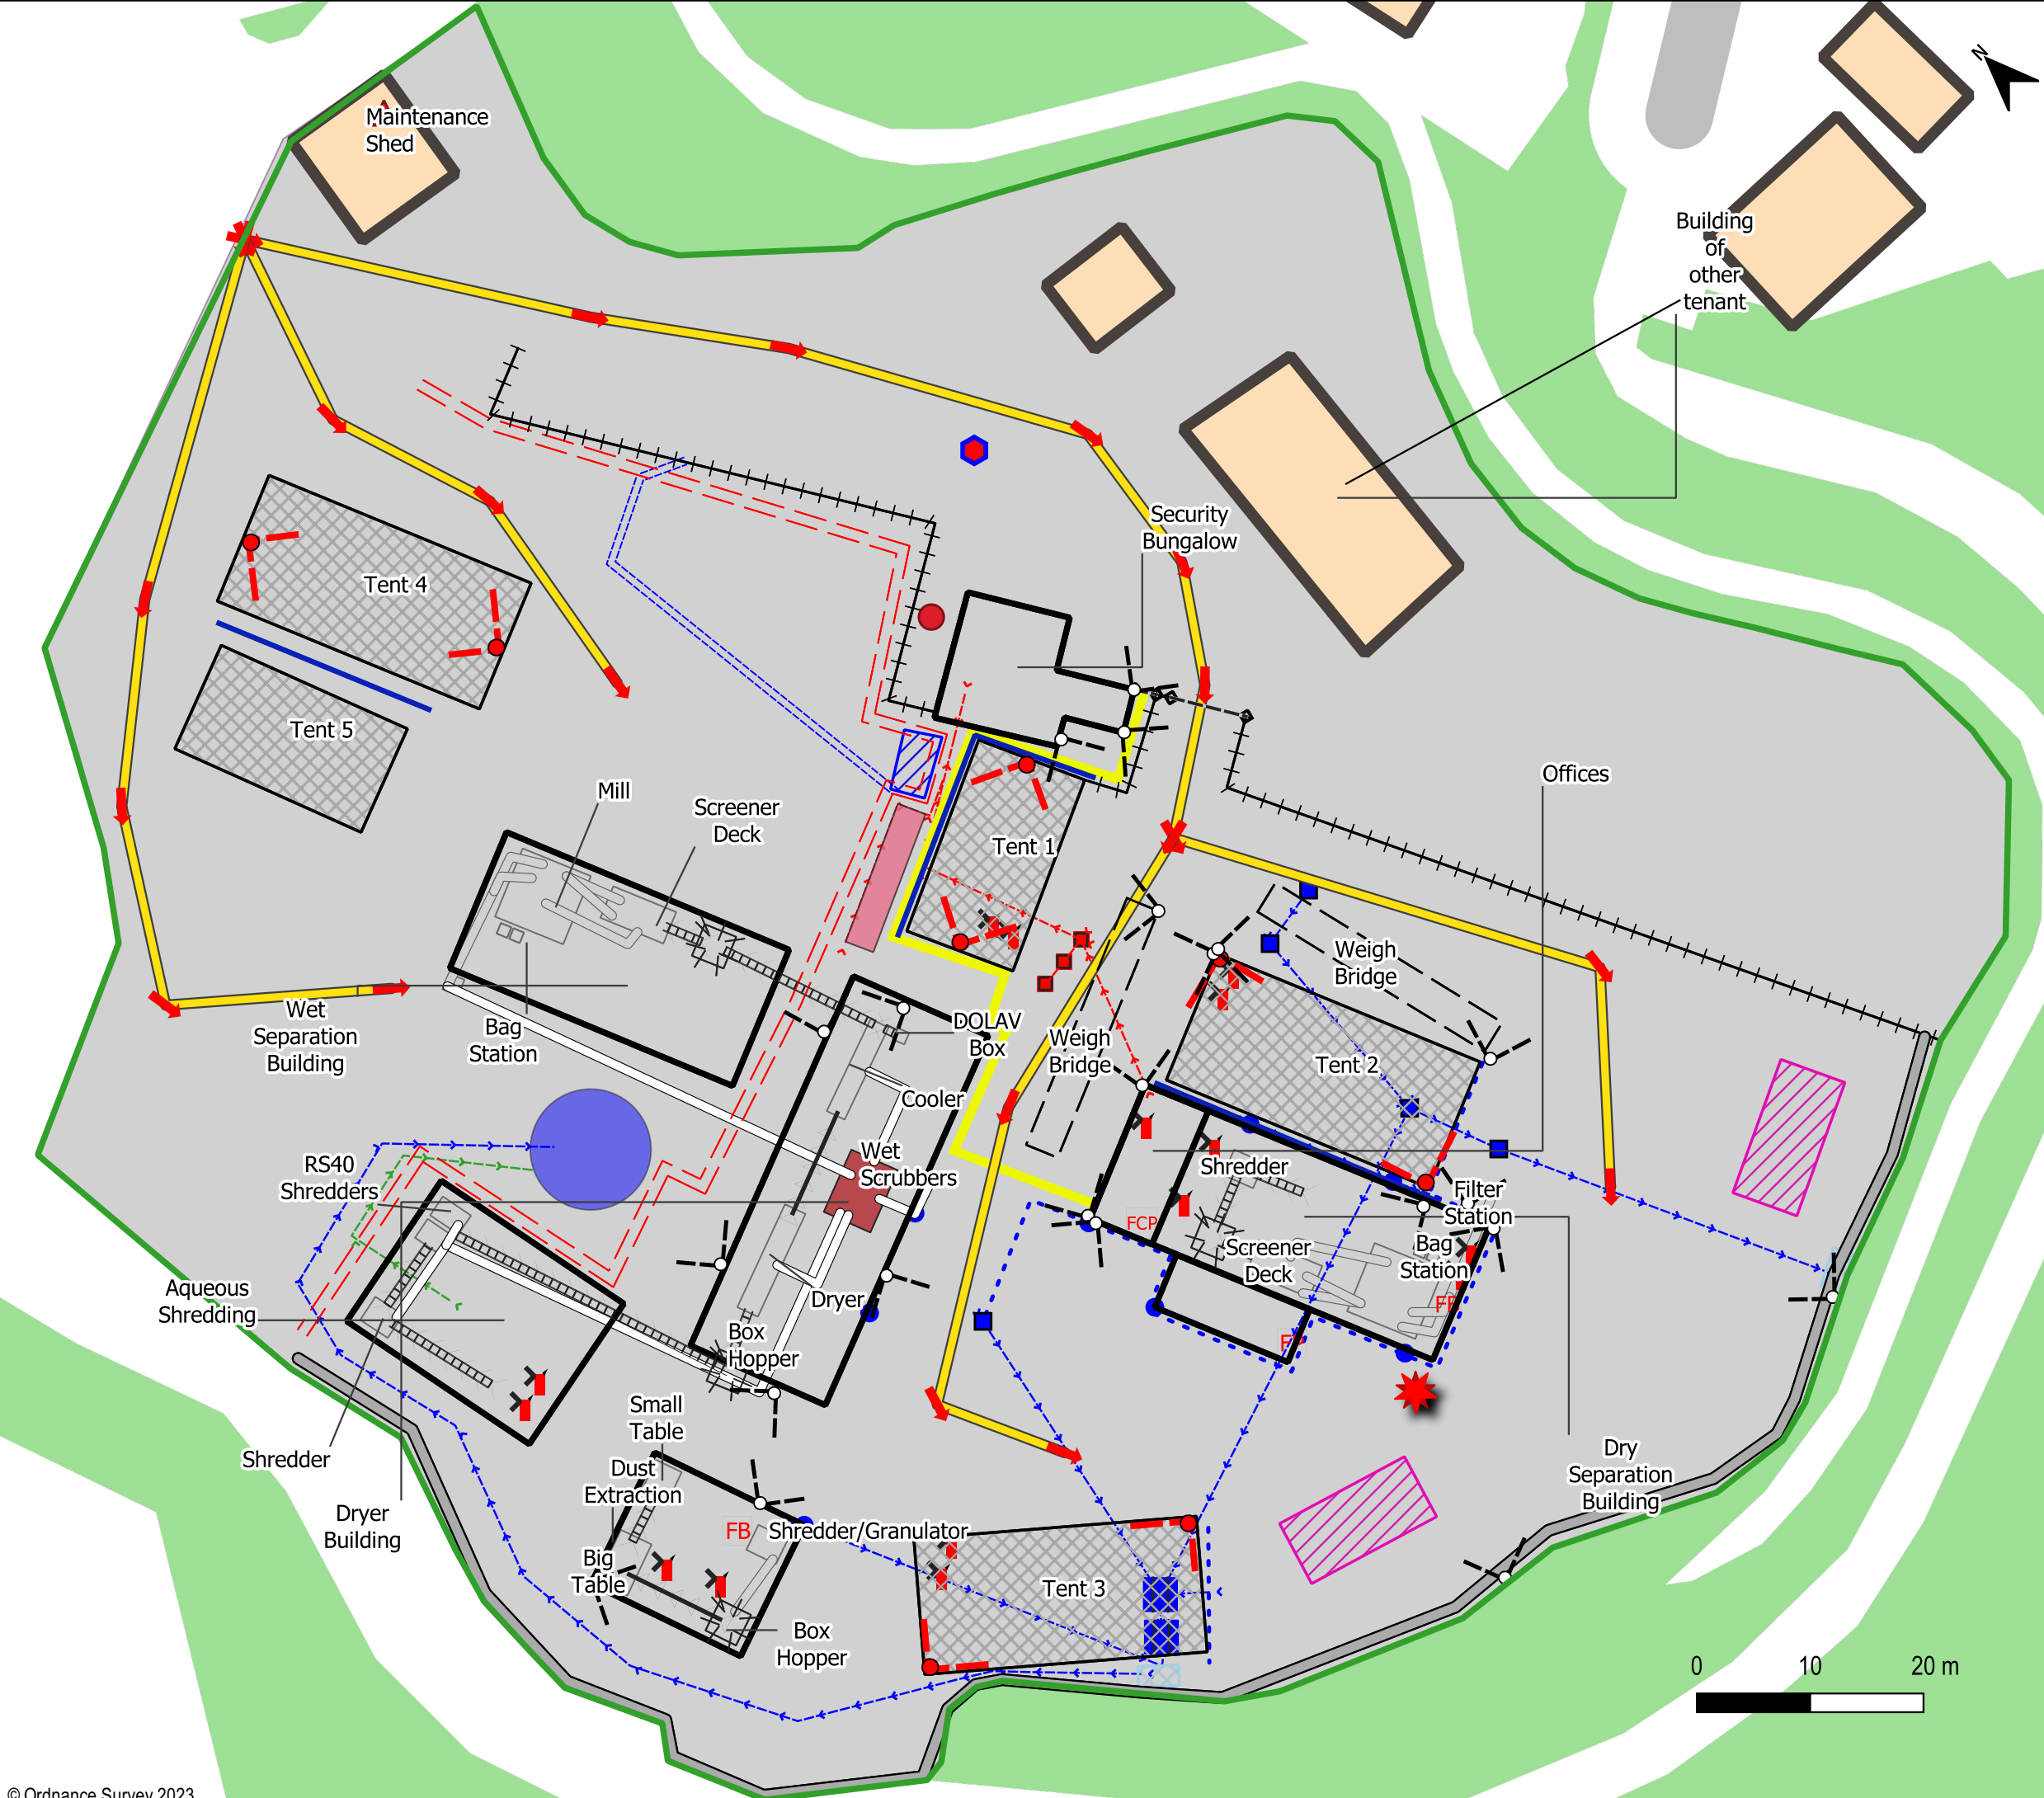 N
Maintenance
Shed
Building
of
other
tenant
Security
Bungalow
Tent 4
Tent 5
Offices
Mill
Screener
Deck
Tent 1
Weigh
Bridge
Wet
Separation
Building
Bag
Station
DOLAV
Box
Weigh
Bridge
Tent 2
Cooler
Wet
Scrubbers
RS40
Shredders
Shredder
Filter
Station
FCP
Screener
Deck
Bag
Station
Aqueous
Shredding
Dryer
Box
Hopper
Small
Table
Shredder
Dust
Extraction
Dry
Separation
Building
Dryer
Building
FB
Shredder/Granulator
Big
Table
Tent 3
Box
Hopper
0 10 20 m
© Ordnance Survey 2023